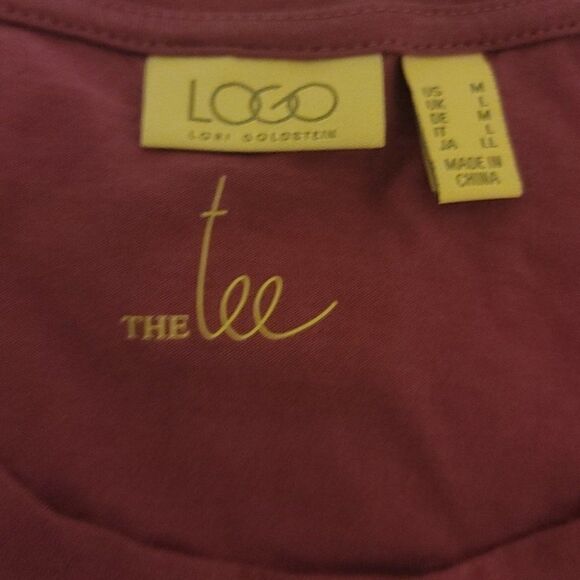 LOGO
LORI GOLDSTEIN
US M
UK L
DE M
IT L
JA LL
MADE IN
CHINA
THE tee